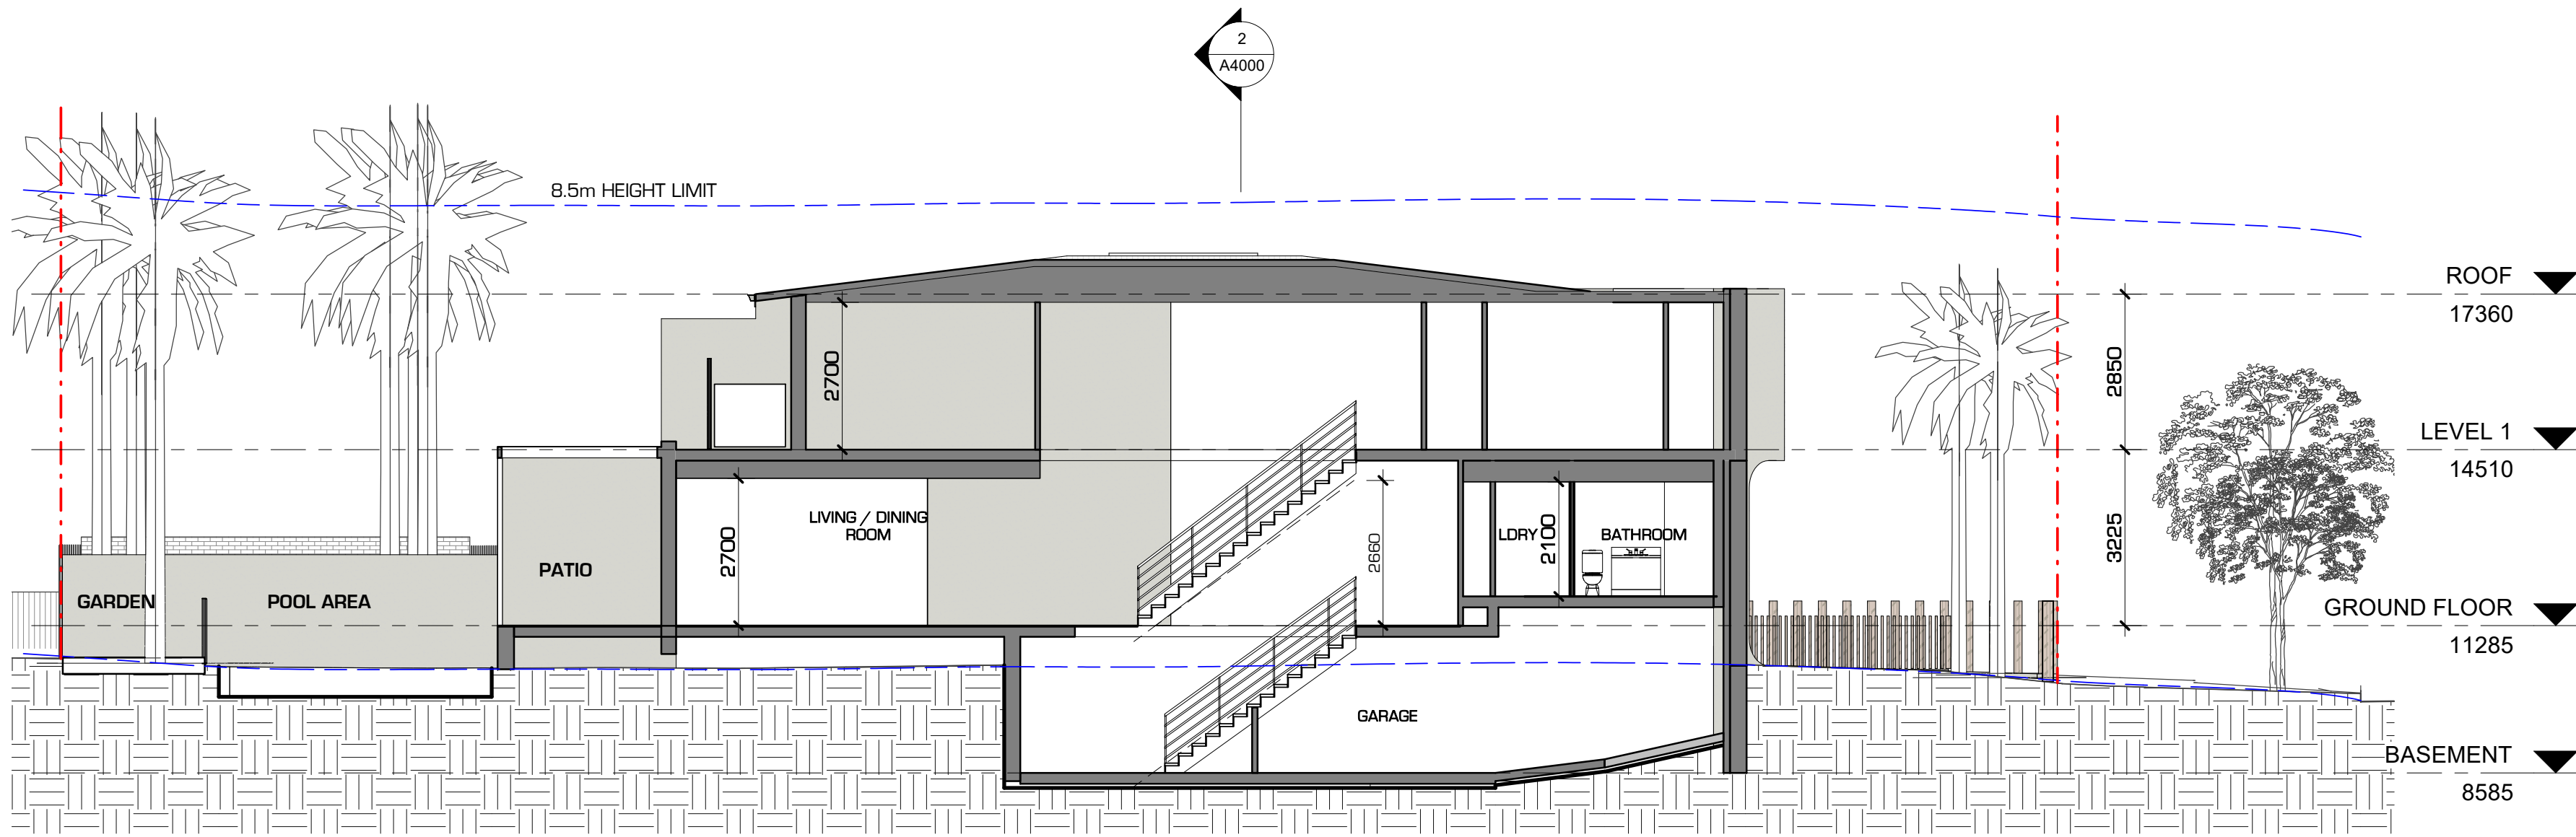 2
A4000
8.5m HEIGHT LIMIT
ROOF
17360
2700
2850
LEVEL 1
14510
LIVING / DINING
ROOM
2700
2660
LDRY
2100
BATHROOM
3225
PATIO
GARDEN
POOL AREA
GROUND FLOOR
11285
GARAGE
BASEMENT
8585